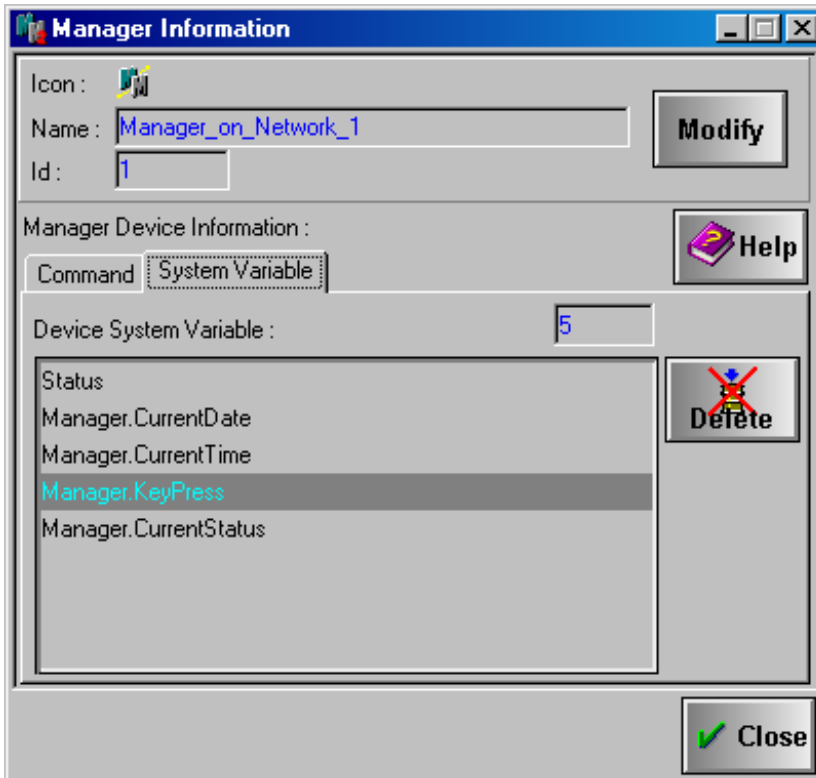 Manager Information
Icon :
Name : Manager_on_Network_1
Modify
Id : 1
Manager Device Information :
Help
Command System Variable
Device System Variable : 5
Status
Manager.CurrentDate
Delete
Manager.CurrentTime
Manager.KeyPress
Manager.CurrentStatus
Close